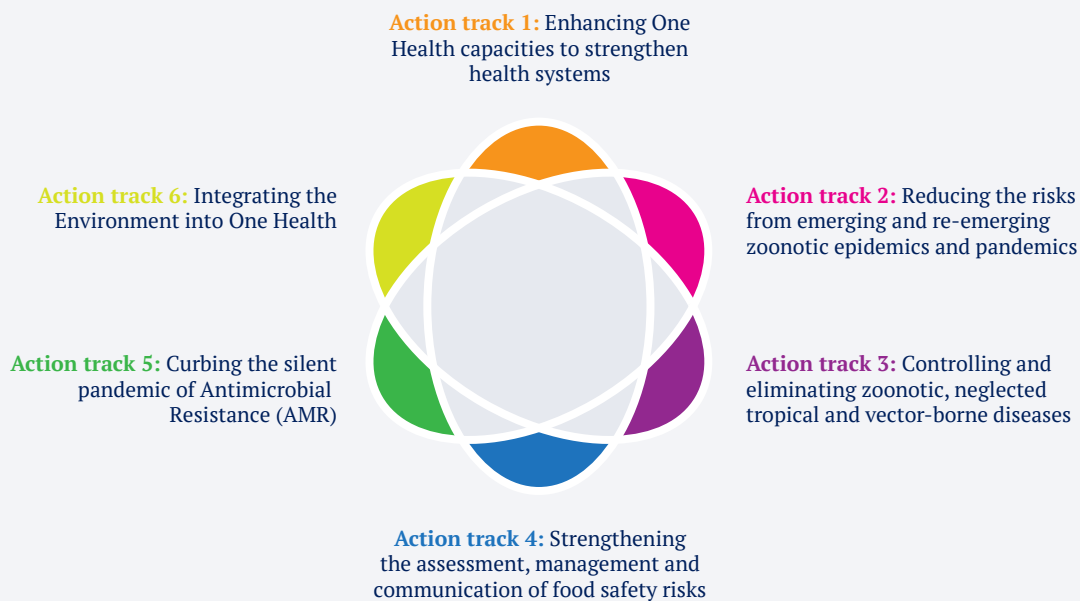 Action track 1: Enhancing One
Health capacities to strengthen
health systems
Action track 2: Reducing the risks
from emerging and re-emerging
zoonotic epidemics and pandemics
Action track 3: Controlling and
eliminating zoonotic, neglected
tropical and vector-borne diseases
Action track 4: Strengthening
the assessment, management and
communication of food safety risks
Action track 5: Curbing the silent
pandemic of Antimicrobial
Resistance (AMR)
Action track 6: Integrating the
Environment into One Health